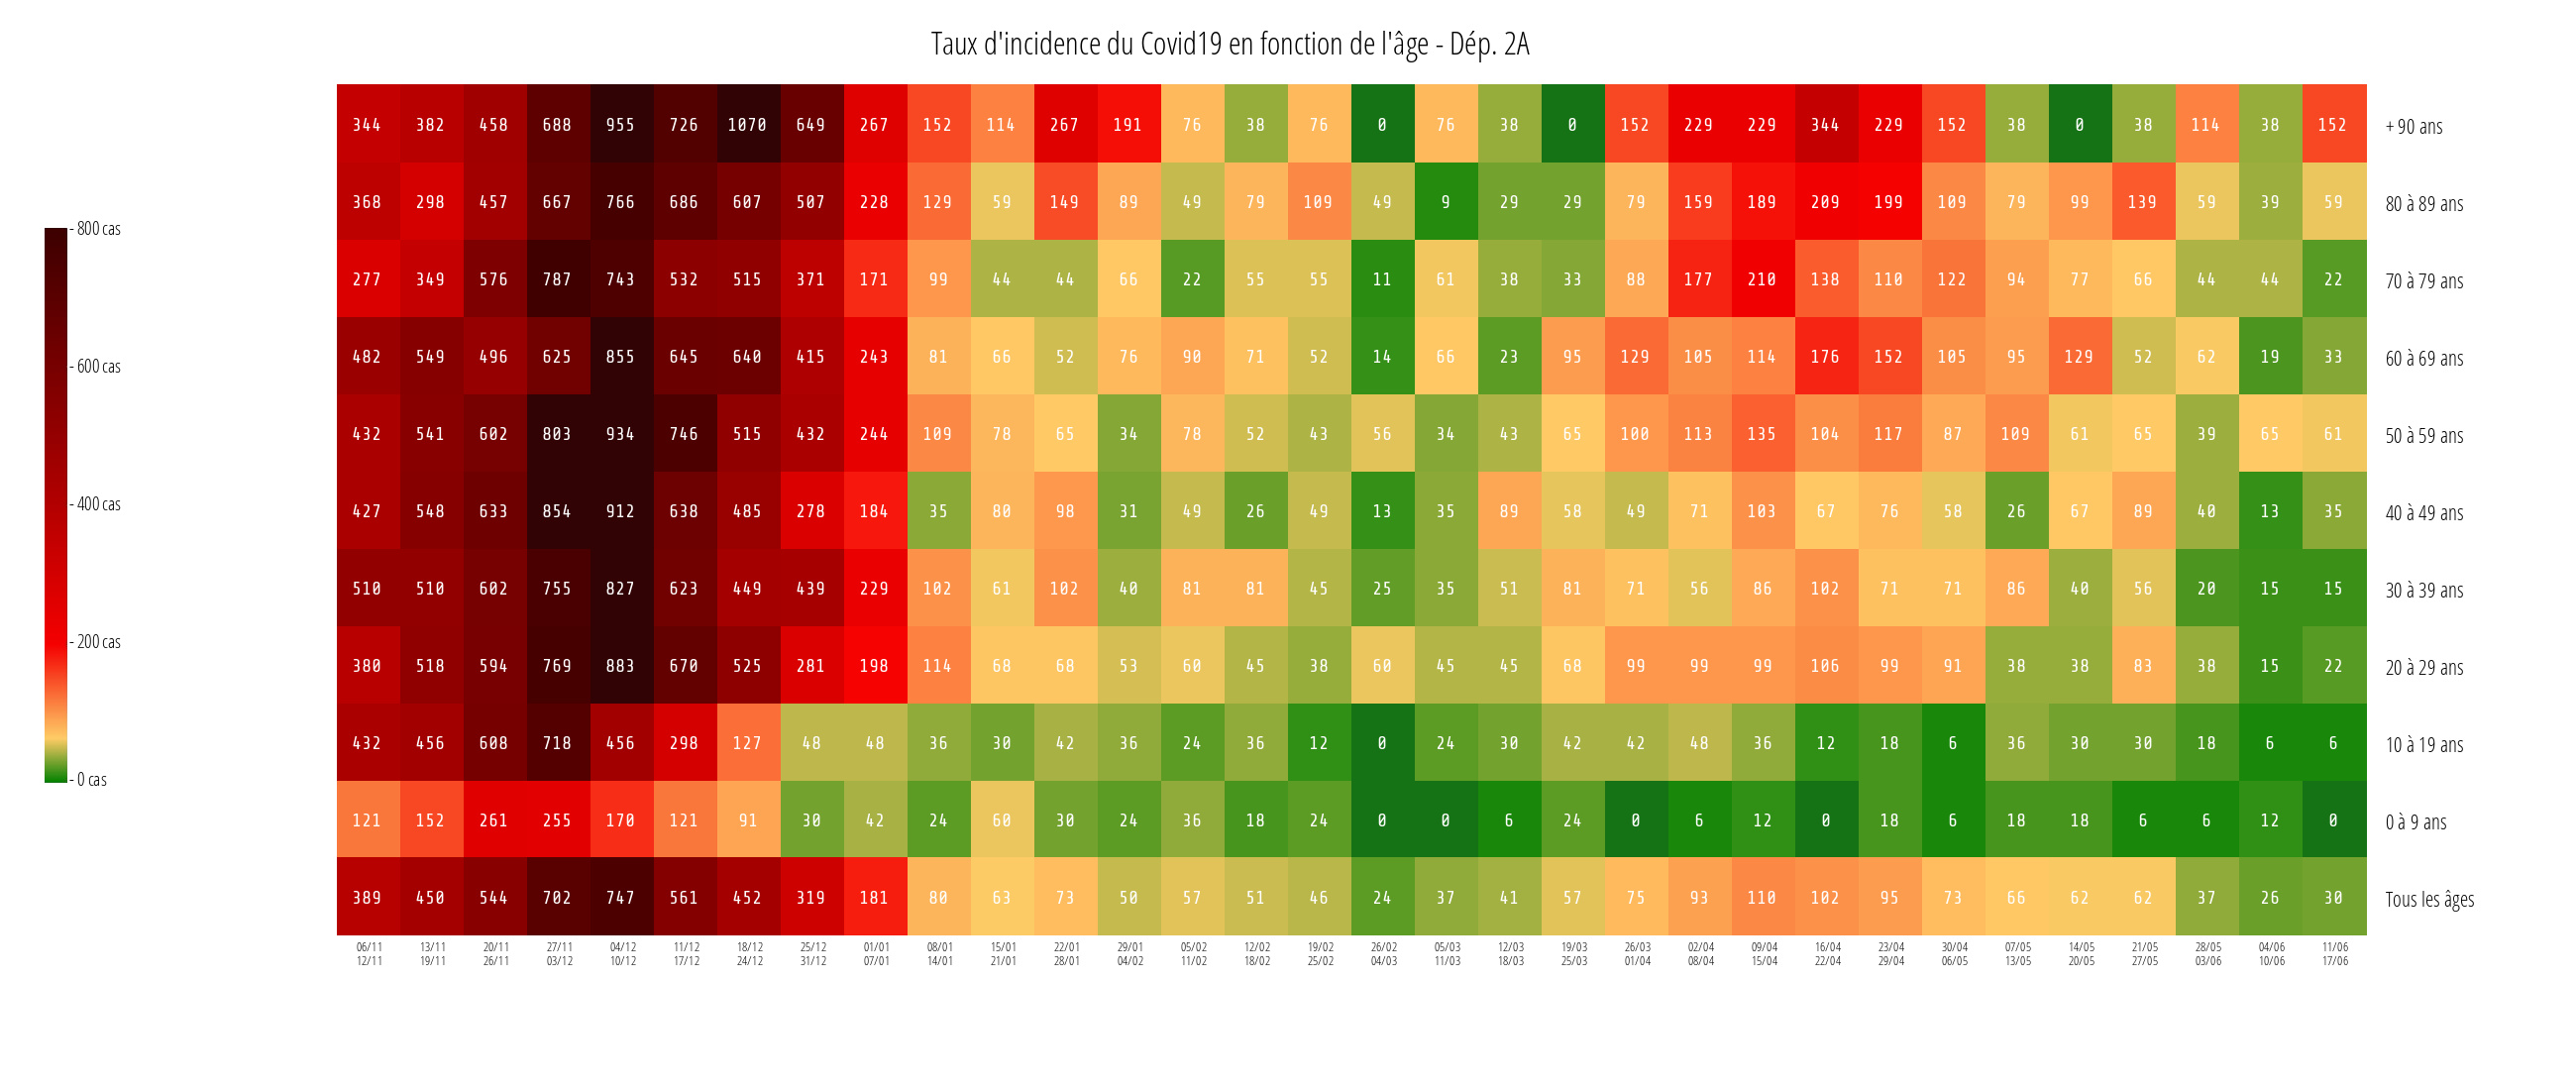 Taux d'incidence du Covid19 en fonction de l'âge - Dép. 2A
- 800 cas
- 600 cas
- 400 cas
- 200 cas
- 0 cas
344 382 458 688 955 726 1070 649 267 152 114 267 191 76 38 76 0 76 38 0 152 229 229 344 229 152 38 0 38 114 38 152 + 90 ans
368 298 457 667 766 686 607 507 228 129 59 149 89 49 79 109 49 9 29 29 79 159 189 209 199 109 79 99 139 59 39 59 80 à 89 ans
277 349 576 787 743 532 515 371 171 99 44 44 66 22 55 55 11 61 38 33 88 177 210 138 110 122 94 77 66 44 44 22 70 à 79 ans
482 549 496 625 855 645 640 415 243 81 66 52 76 90 71 52 14 66 23 95 129 105 114 176 152 105 95 129 52 62 19 33 60 à 69 ans
432 541 602 803 934 746 515 432 244 109 78 65 34 78 52 43 56 34 43 65 100 113 135 104 117 87 109 61 65 39 65 61 50 à 59 ans
427 548 633 854 912 638 485 278 184 35 80 98 31 49 26 49 13 35 89 58 49 71 103 67 76 58 26 67 89 40 13 35 40 à 49 ans
510 510 602 755 827 623 449 439 229 102 61 102 40 81 81 45 25 35 51 81 71 56 86 102 71 71 86 40 56 20 15 15 30 à 39 ans
380 518 594 769 883 670 525 281 198 114 68 68 53 60 45 38 60 45 45 68 99 99 99 106 99 91 38 38 83 38 15 22 20 à 29 ans
432 456 608 718 456 298 127 48 48 36 30 42 36 24 36 12 0 24 30 42 42 48 36 12 18 6 36 30 30 18 6 6 10 à 19 ans
121 152 261 255 170 121 91 30 42 24 60 30 24 36 18 24 0 0 6 24 0 6 12 0 18 6 18 18 6 6 12 0 0 à 9 ans
389 450 544 702 747 561 452 319 181 80 63 73 50 57 51 46 24 37 41 57 75 93 110 102 95 73 66 62 62 37 26 30 Tous les âges
06/11 13/11 20/11 27/11 04/12 11/12 18/12 25/12 01/01 08/01 15/01 22/01 29/01 05/02 12/02 19/02 26/02 05/03 12/03 19/03 26/03 02/04 09/04 16/04 23/04 30/04 07/05 14/05 21/05 28/05 04/06 11/06
12/11 19/11 26/11 03/12 10/12 17/12 24/12 31/12 07/01 14/01 21/01 28/01 04/02 11/02 18/02 25/02 04/03 11/03 18/03 25/03 01/04 08/04 15/04 22/04 29/04 06/05 13/05 20/05 27/05 03/06 10/06 17/06